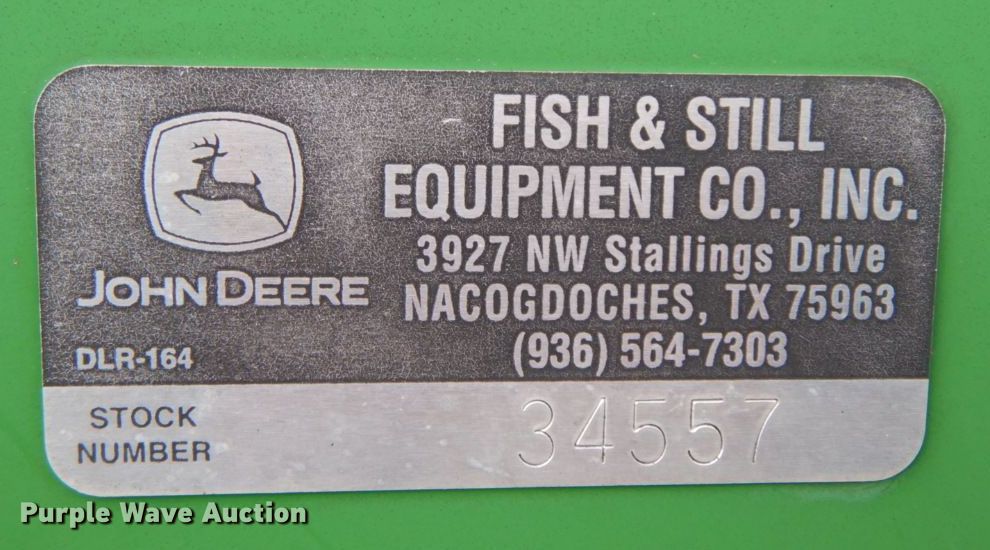 FISH & STILL
EQUIPMENT CO., INC.
3927 NW Stallings Drive
NACOGDOCHES, TX 75963
(936) 564-7303
JOHN DEERE
DLR-164
STOCK
NUMBER
34557
Purple Wave Auction